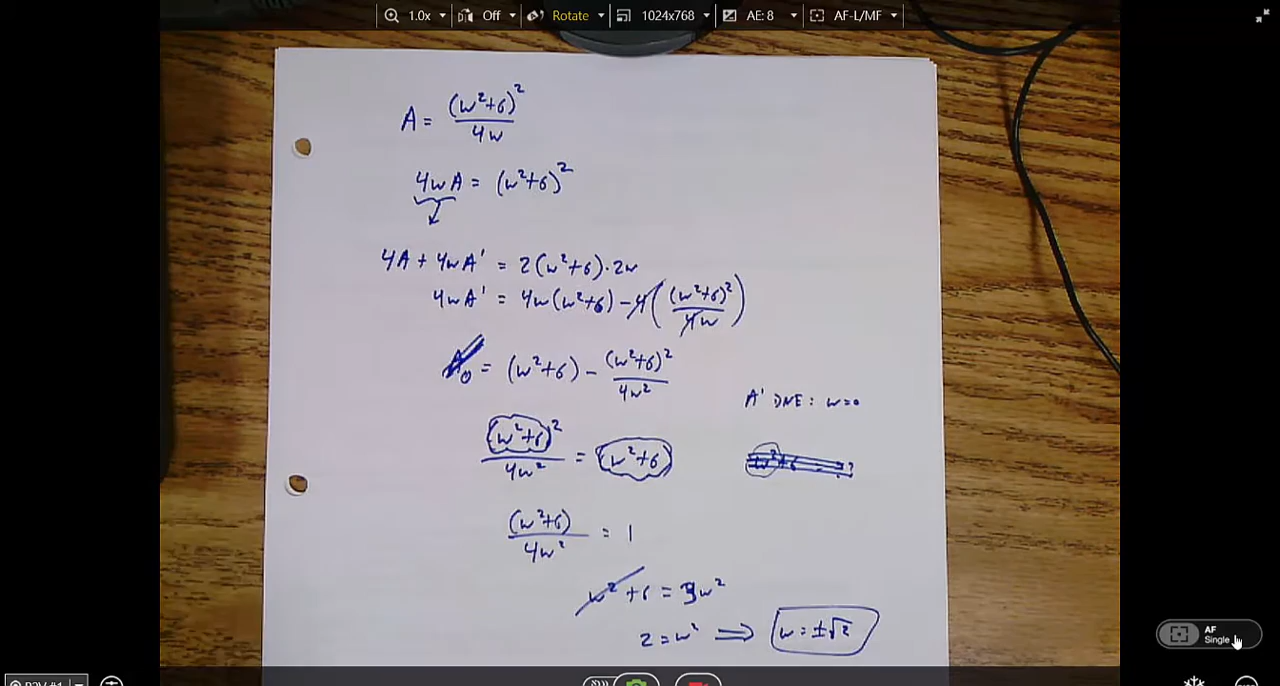 1.0x Off Rotate 1024x768 AE: 8 AF-L/MF
A = (w²+6)² / 4w
4wA = (w²+6)²
4A + 4wA' = 2(w²+6)·2w
4wA' = 4w(w²+6) − 4((w²+6)² / 4w)
0 = (w²+6) − (w²+6)² / 4w²
A' DNE: w=0
(w²+6)² / 4w² = (w²+6)
w²+6
(w²+6) / 4w² = 1
w² + 6 = 3w²
2 = w² ⟹ w = ±√2
AF
Single